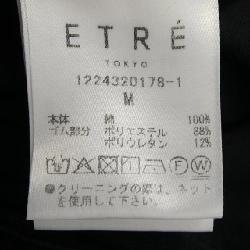 ETRÉ
TOKYO
1224320178-1
M
本体 綿 100%
ゴム部分 ポリエステル 88%
ポリウレタン 12%
●クリーニングの際は、ネット
を使用して下さい。